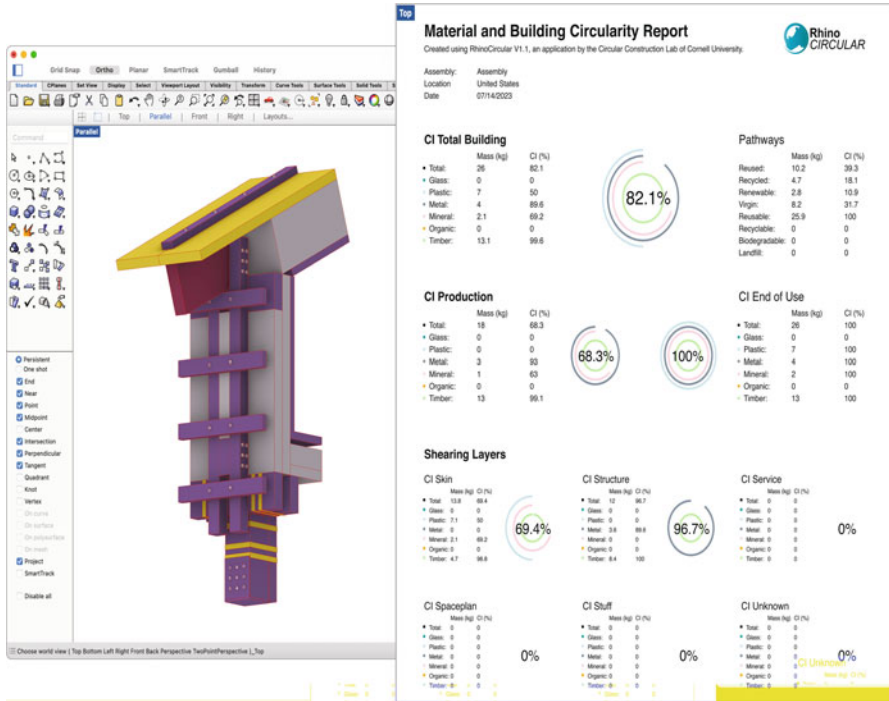 Grid Snap Ortho Planar SmartTrack Gumball History
Standard CPlanes Set View Display Select Viewport Layout Visibility Transform Curve Tools Surface Tools Solid Tools
Top Parallel Front Right Layouts...
Parallel
Command
Persistent
One shot
End
Near
Point
Midpoint
Center
Intersection
Perpendicular
Tangent
Quadrant
Knot
Vertex
On curve
On surface
On polysurface
On mesh
Project
SmartTrack
Disable all
Choose world view ( Top Bottom Left Right Front Back Perspective TwoPointPerspective )_Top
Top
Material and Building Circularity Report
Created using RhinoCircular V1.1, an application by the Circular Construction Lab of Cornell University.
Rhino
CIRCULAR
Assembly: Assembly
Location United States
Date 07/14/2023
CI Total Building
Mass (kg) CI (%)
Total: 26 82.1
Glass: 0 0
Plastic: 7 50
Metal: 4 89.6
Mineral: 2.1 69.2
Organic: 0 0
Timber: 13.1 99.6
82.1%
Pathways
Mass (kg) CI (%)
Reused: 10.2 39.3
Recycled: 4.7 18.1
Renewable: 2.8 10.9
Virgin: 8.2 31.7
Reusable: 25.9 100
Recyclable: 0 0
Biodegradable: 0 0
Landfill: 0 0
CI Production
Mass (kg) CI (%)
Total: 18 68.3
Glass: 0 0
Plastic: 0 0
Metal: 3 93
Mineral: 1 63
Organic: 0 0
Timber: 13 99.1
68.3%
100%
CI End of Use
Mass (kg) CI (%)
Total: 26 100
Glass: 0 0
Plastic: 7 100
Metal: 4 100
Mineral: 2 100
Organic: 0 0
Timber: 13 100
Shearing Layers
CI Skin
Mass (kg) CI (%)
Total: 13.8 69.4
Glass: 0 0
Plastic: 7.1 50
Metal: 0 0
Mineral: 2.1 69.2
Organic: 0 0
Timber: 4.7 98.8
69.4%
CI Structure
Mass (kg) CI (%)
Total: 12 96.7
Glass: 0 0
Plastic: 0 0
Metal: 3.8 89.6
Mineral: 0 0
Organic: 0 0
Timber: 8.4 100
96.7%
CI Service
Mass (kg) CI (%)
Total: 0 0
Glass: 0 0
Plastic: 0 0
Metal: 0 0
Mineral: 0 0
Organic: 0 0
Timber: 0 0
0%
CI Spaceplan
Mass (kg) CI (%)
Total: 0 0
Glass: 0 0
Plastic: 0 0
Metal: 0 0
Mineral: 0 0
Organic: 0 0
Timber: 0 0
0%
CI Stuff
Mass (kg) CI (%)
Total: 0 0
Glass: 0 0
Plastic: 0 0
Metal: 0 0
Mineral: 0 0
Organic: 0 0
Timber: 0 0
0%
CI Unknown
Mass (kg) CI (%)
Total: 0 0
Glass: 0 0
Plastic: 0 0
Metal: 0 0
Mineral: 0 0
Organic: 0 0
Timber: 0 0
0%
CI Unknown
Mass (kg) CI (%)